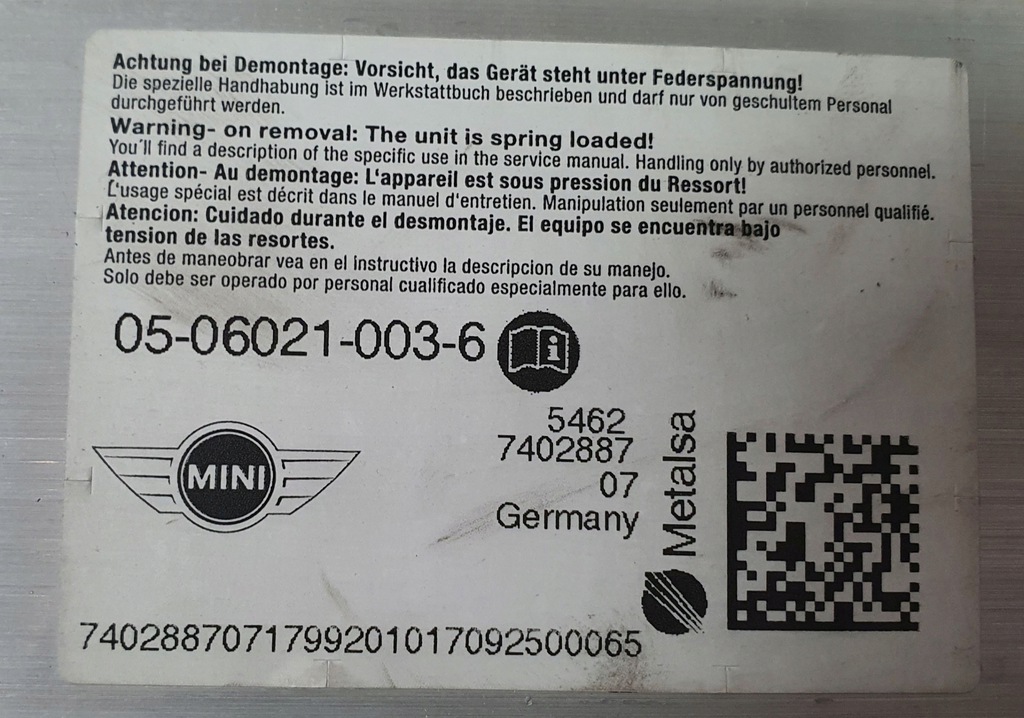 Achtung bei Demontage: Vorsicht, das Gerät steht unter Federspannung!
Die spezielle Handhabung ist im Werkstattbuch beschrieben und darf nur von geschultem Personal
durchgeführt werden.
Warning- on removal: The unit is spring loaded!
You´ll find a description of the specific use in the service manual. Handling only by authorized personnel.
Attention- Au demontage: L'appareil est sous pression du Ressort!
L'usage spécial est décrit dans le manuel d'entretien. Manipulation seulement par un personnel qualifié.
Atencion: Cuidado durante el desmontaje. El equipo se encuentra bajo
tension de las resortes.
Antes de maneobrar vea en el instructivo la descripcion de su manejo.
Solo debe ser operado por personal cualificado especialmente para ello.
05-06021-003-6
MINI
5462
7402887
07
Germany
Metalsa
74028870717992010170925000​65